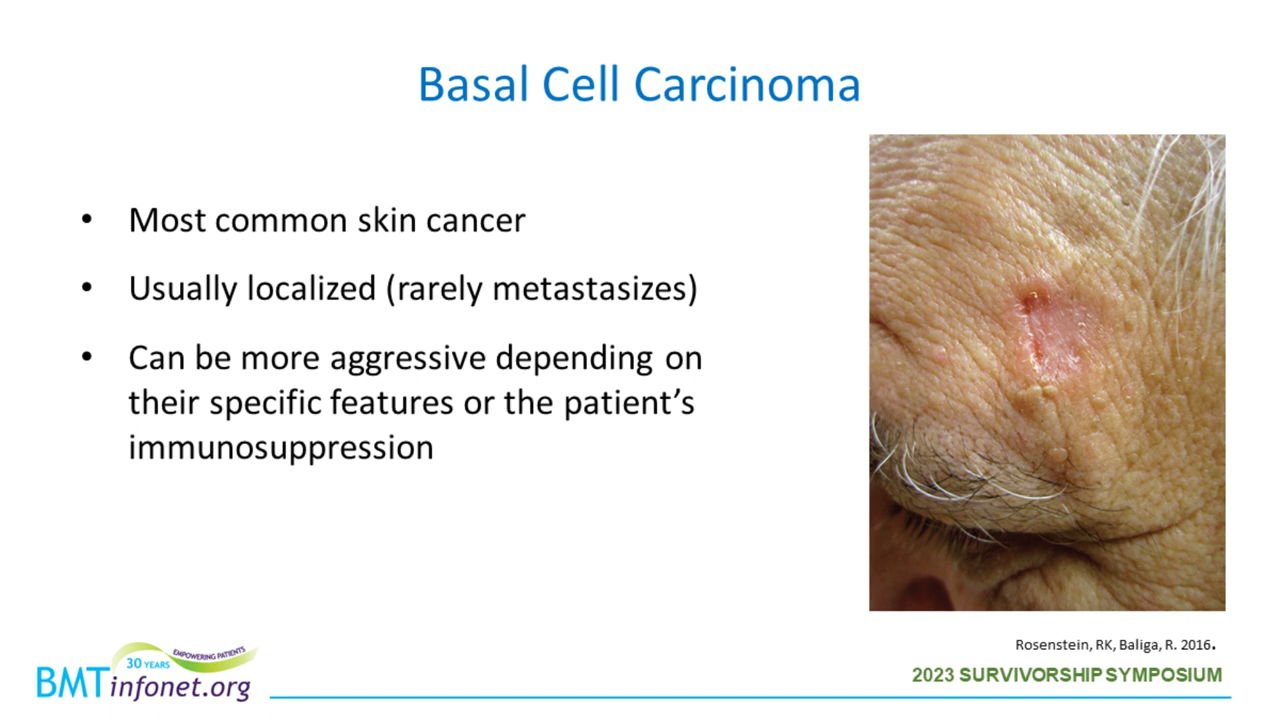 Basal Cell Carcinoma
• Most common skin cancer
• Usually localized (rarely metastasizes)
• Can be more aggressive depending on
their specific features or the patient’s
immunosuppression
Rosenstein, RK, Baliga, R. 2016.
30 YEARS EMPOWERING PATIENTS
BMTinfonet.org
2023 SURVIVORSHIP SYMPOSIUM